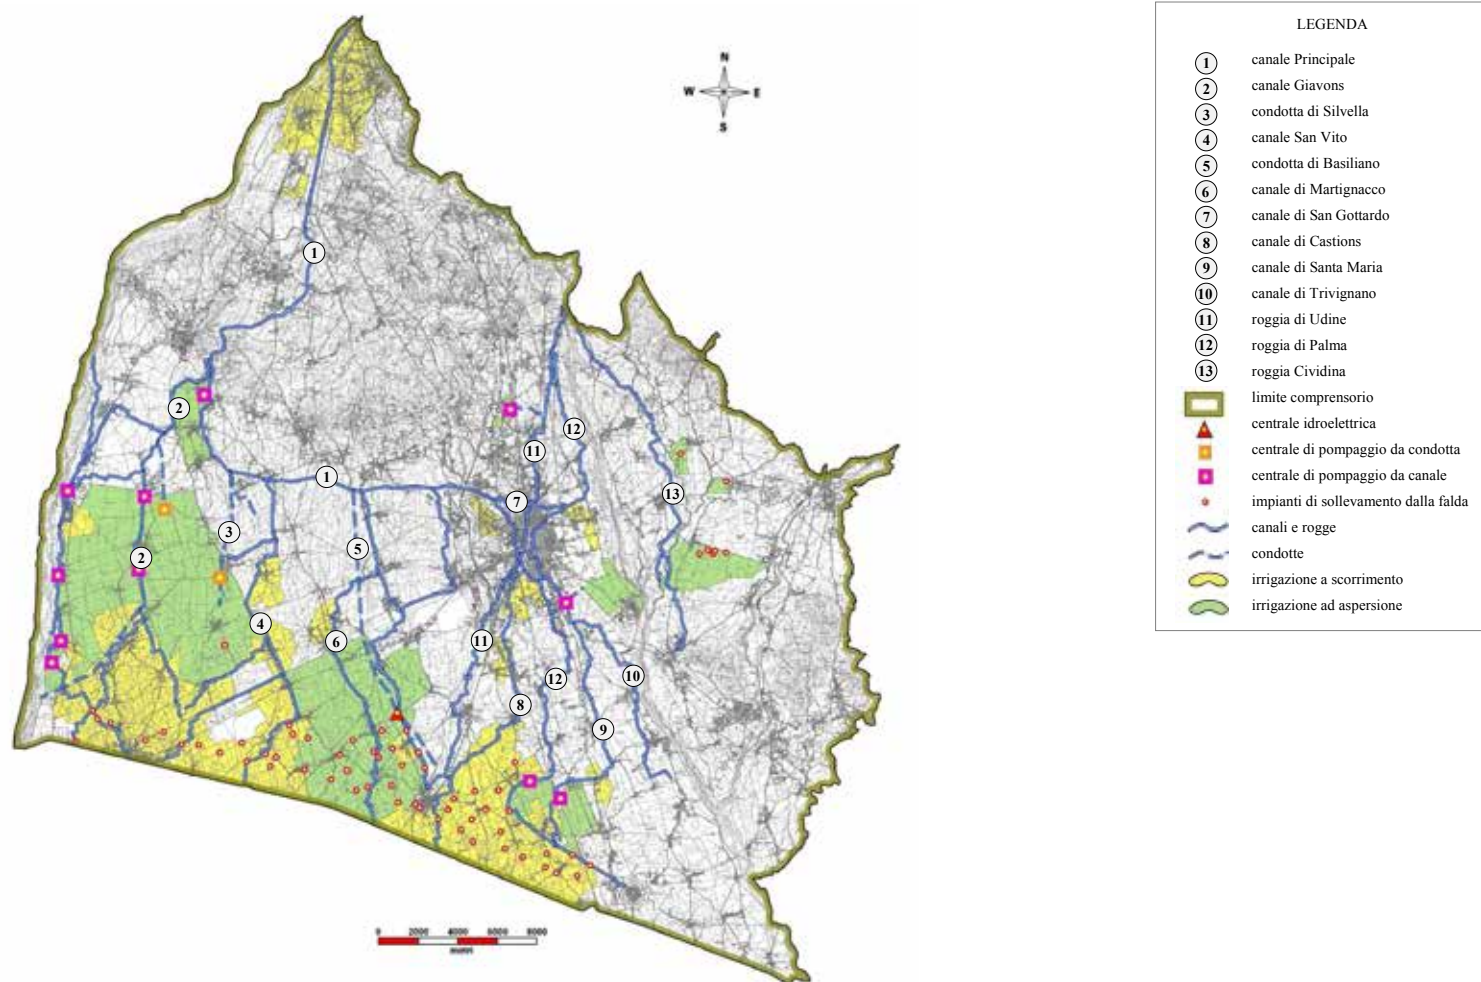 N
W E
S
1
2
12
11
1
7
13
3
5
2
4
6
11
12
10
8
9
0 2000 4000 6000 8000
metri
LEGENDA
1 canale Principale
2 canale Giavons
3 condotta di Silvella
4 canale San Vito
5 condotta di Basiliano
6 canale di Martignacco
7 canale di San Gottardo
8 canale di Castions
9 canale di Santa Maria
10 canale di Trivignano
11 roggia di Udine
12 roggia di Palma
13 roggia Cividina
limite comprensorio
centrale idroelettrica
centrale di pompaggio da condotta
centrale di pompaggio da canale
impianti di sollevamento dalla falda
canali e rogge
condotte
irrigazione a scorrimento
irrigazione ad aspersione